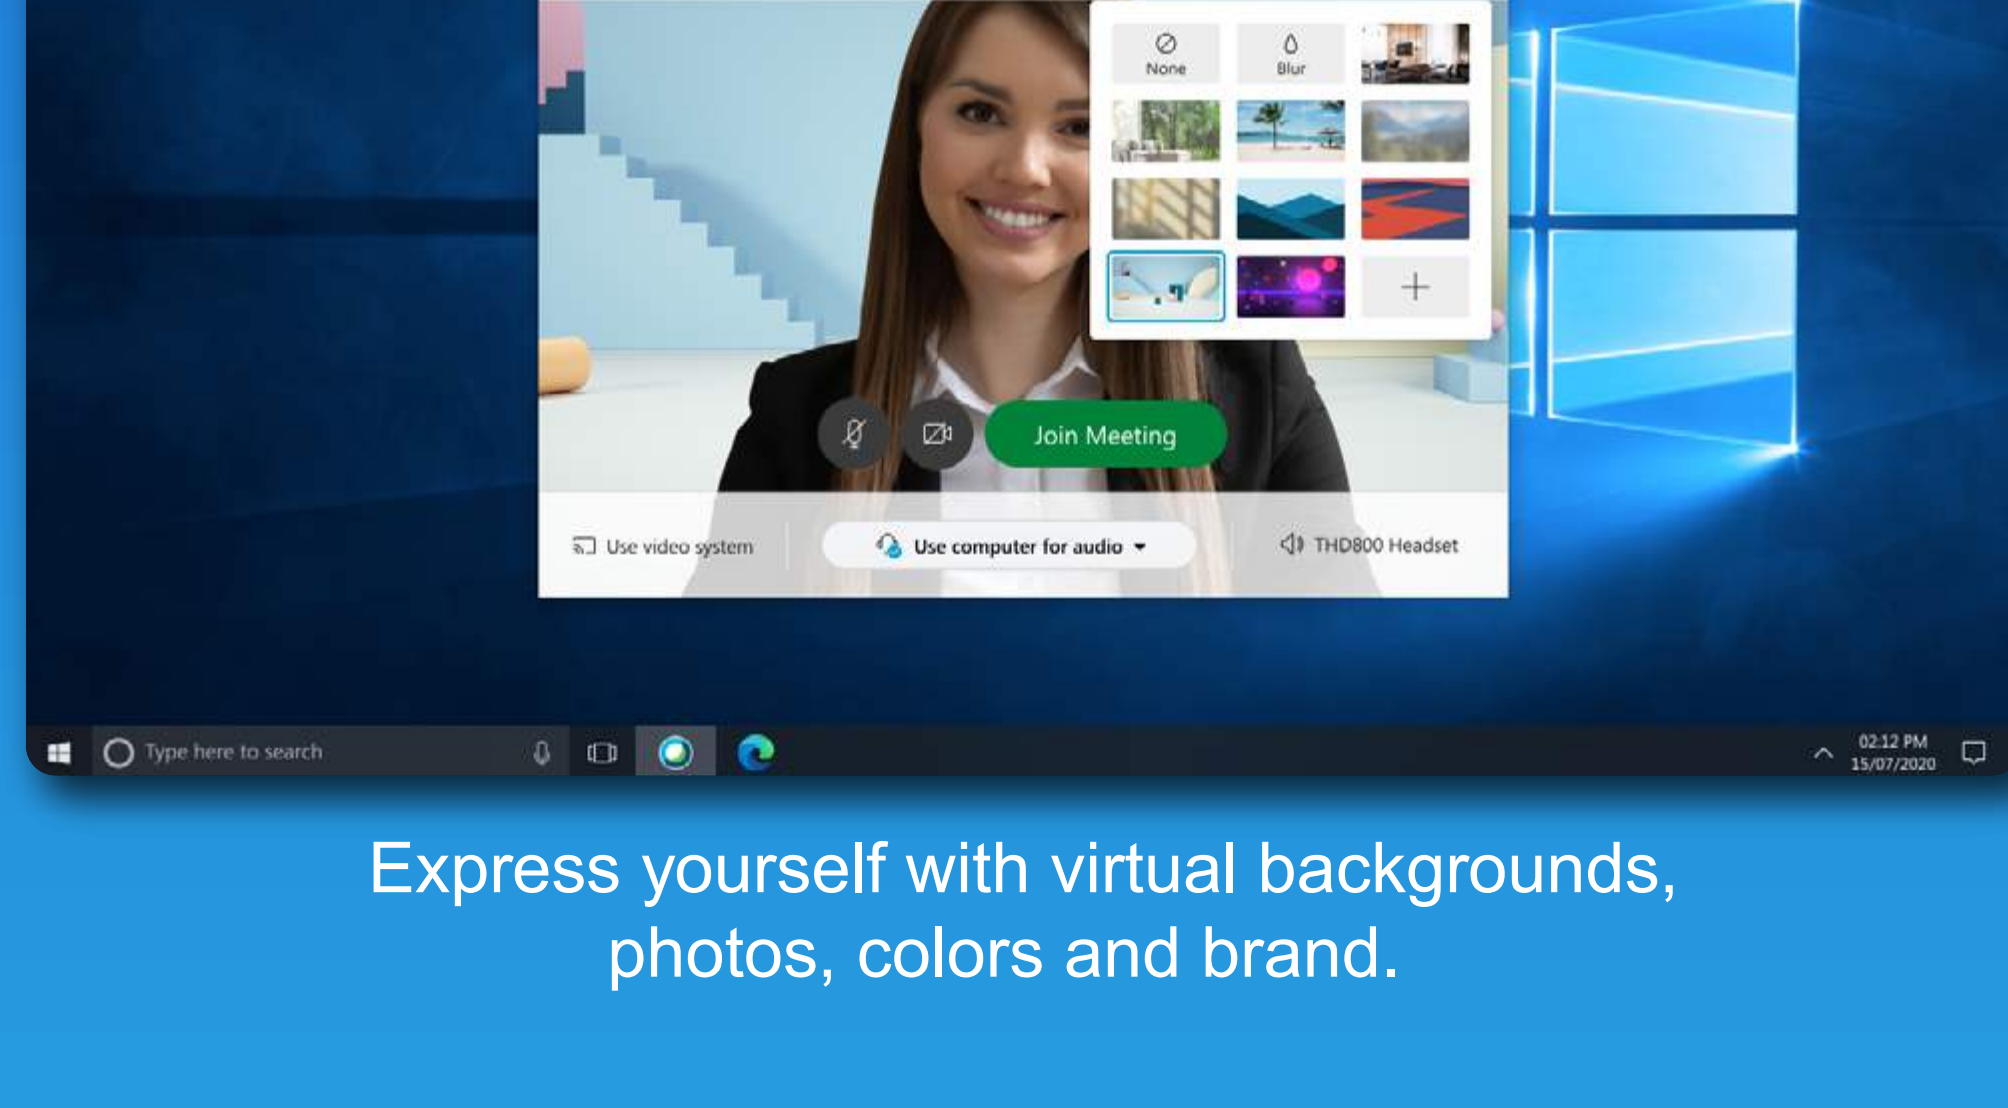 None
Blur
Join Meeting
Use video system
Use computer for audio
THD800 Headset
Type here to search
02:12 PM
15/07/2020
Express yourself with virtual backgrounds,
photos, colors and brand.